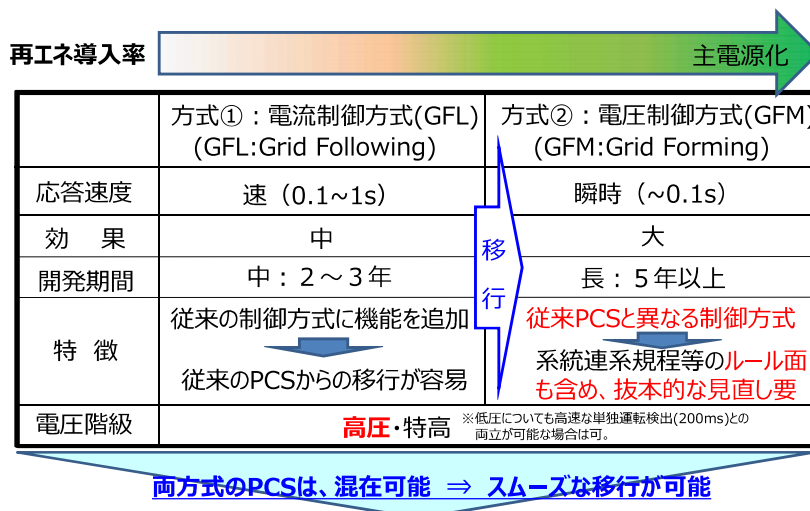 再エネ導入率
主電源化
方式①：電流制御方式(GFL)
(GFL:Grid Following)
方式②：電圧制御方式(GFM)
(GFM:Grid Forming)
応答速度
速（0.1~1s）
瞬時（~0.1s）
効　果
中
大
開発期間
中：２～３年
長：５年以上
移
行
特 徴
従来の制御方式に機能を追加
従来のPCSからの移行が容易
従来PCSと異なる制御方式
系統連系規程等のルール面
も含め、抜本的な見直し要
電圧階級
高圧・特高
※低圧についても高速な単独運転検出(200ms)との
両立が可能な場合は可。
両方式のPCSは、混在可能 ⇒ スムーズな移行が可能